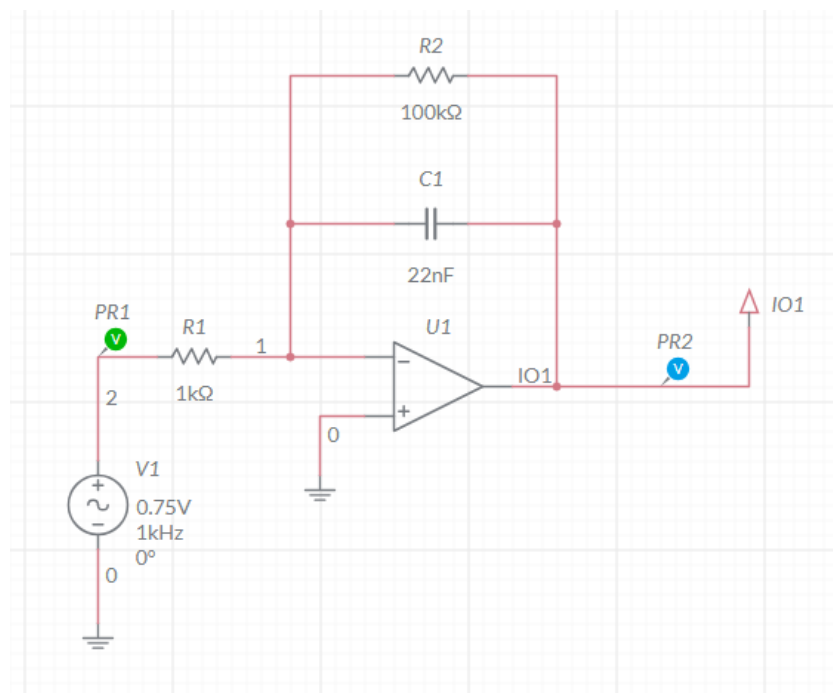 R2
100kΩ
C1
22nF
PR1
V
R1
1
1kΩ
2
U1
IO1
IO1
PR2
V
0
V1
0.75V
1kHz
0°
0